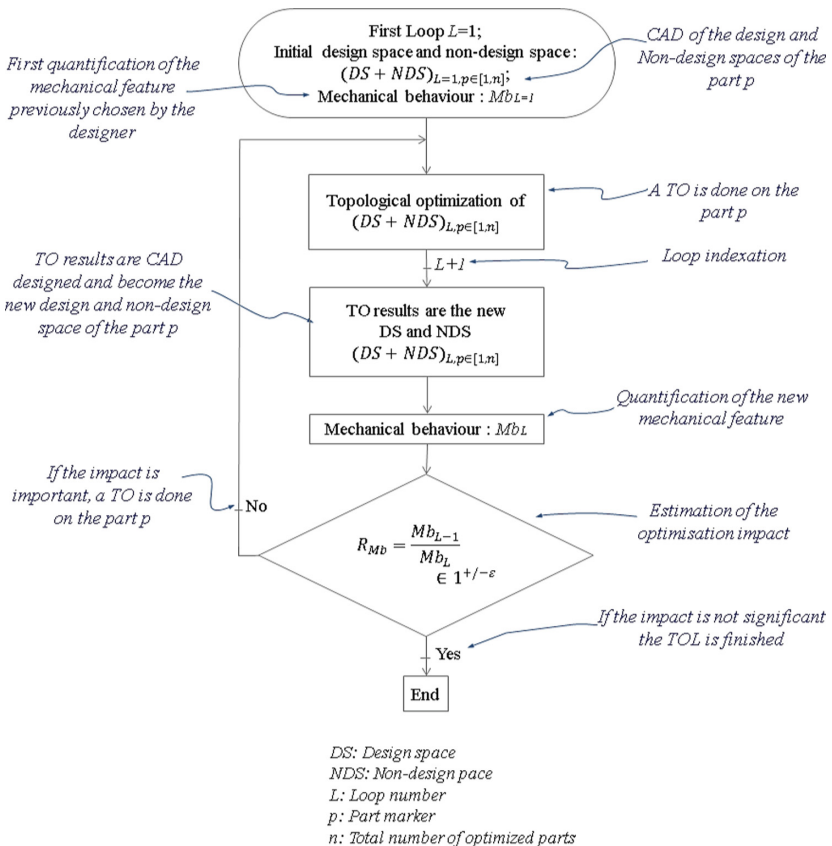 First Loop L=1;
Initial design space and non-design space:
(DS + NDS)L=1,p∈[1,n];
Mechanical behaviour : MbL=1
CAD of the design and
Non-design spaces of the
part p
First quantification of the
mechanical feature
previously chosen by the
designer
Topological optimization of
(DS + NDS)L,p∈[1,n]
A TO is done on the
part p
L+1
Loop indexation
TO results are CAD
designed and become the
new design and non-design
space of the part p
TO results are the new
DS and NDS
(DS + NDS)L,p∈[1,n]
Mechanical behaviour : MbL
Quantification of the new
mechanical feature
If the impact is
important, a TO is done
on the part p
No
RMb = MbL−1 / MbL
∈ 1+/−ε
Estimation of the
optimisation impact
If the impact is not significant
the TOL is finished
Yes
End
DS: Design space
NDS: Non-design pace
L: Loop number
p: Part marker
n: Total number of optimized parts